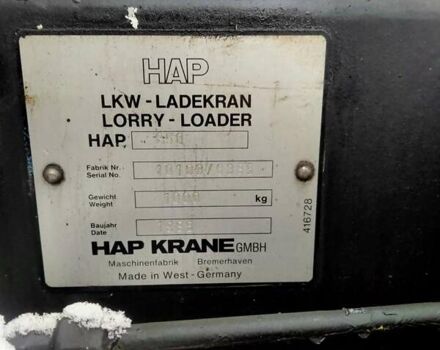 HAP
LKW - LADEKRAN
LORRY - LOADER
HAP
Fabrik Nr.
Serial No.
Gewicht
Weight
kg
Baujahr
Date
416728
HAP KRANE GMBH
Maschinenfabrik Bremerhaven
Made in West - Germany